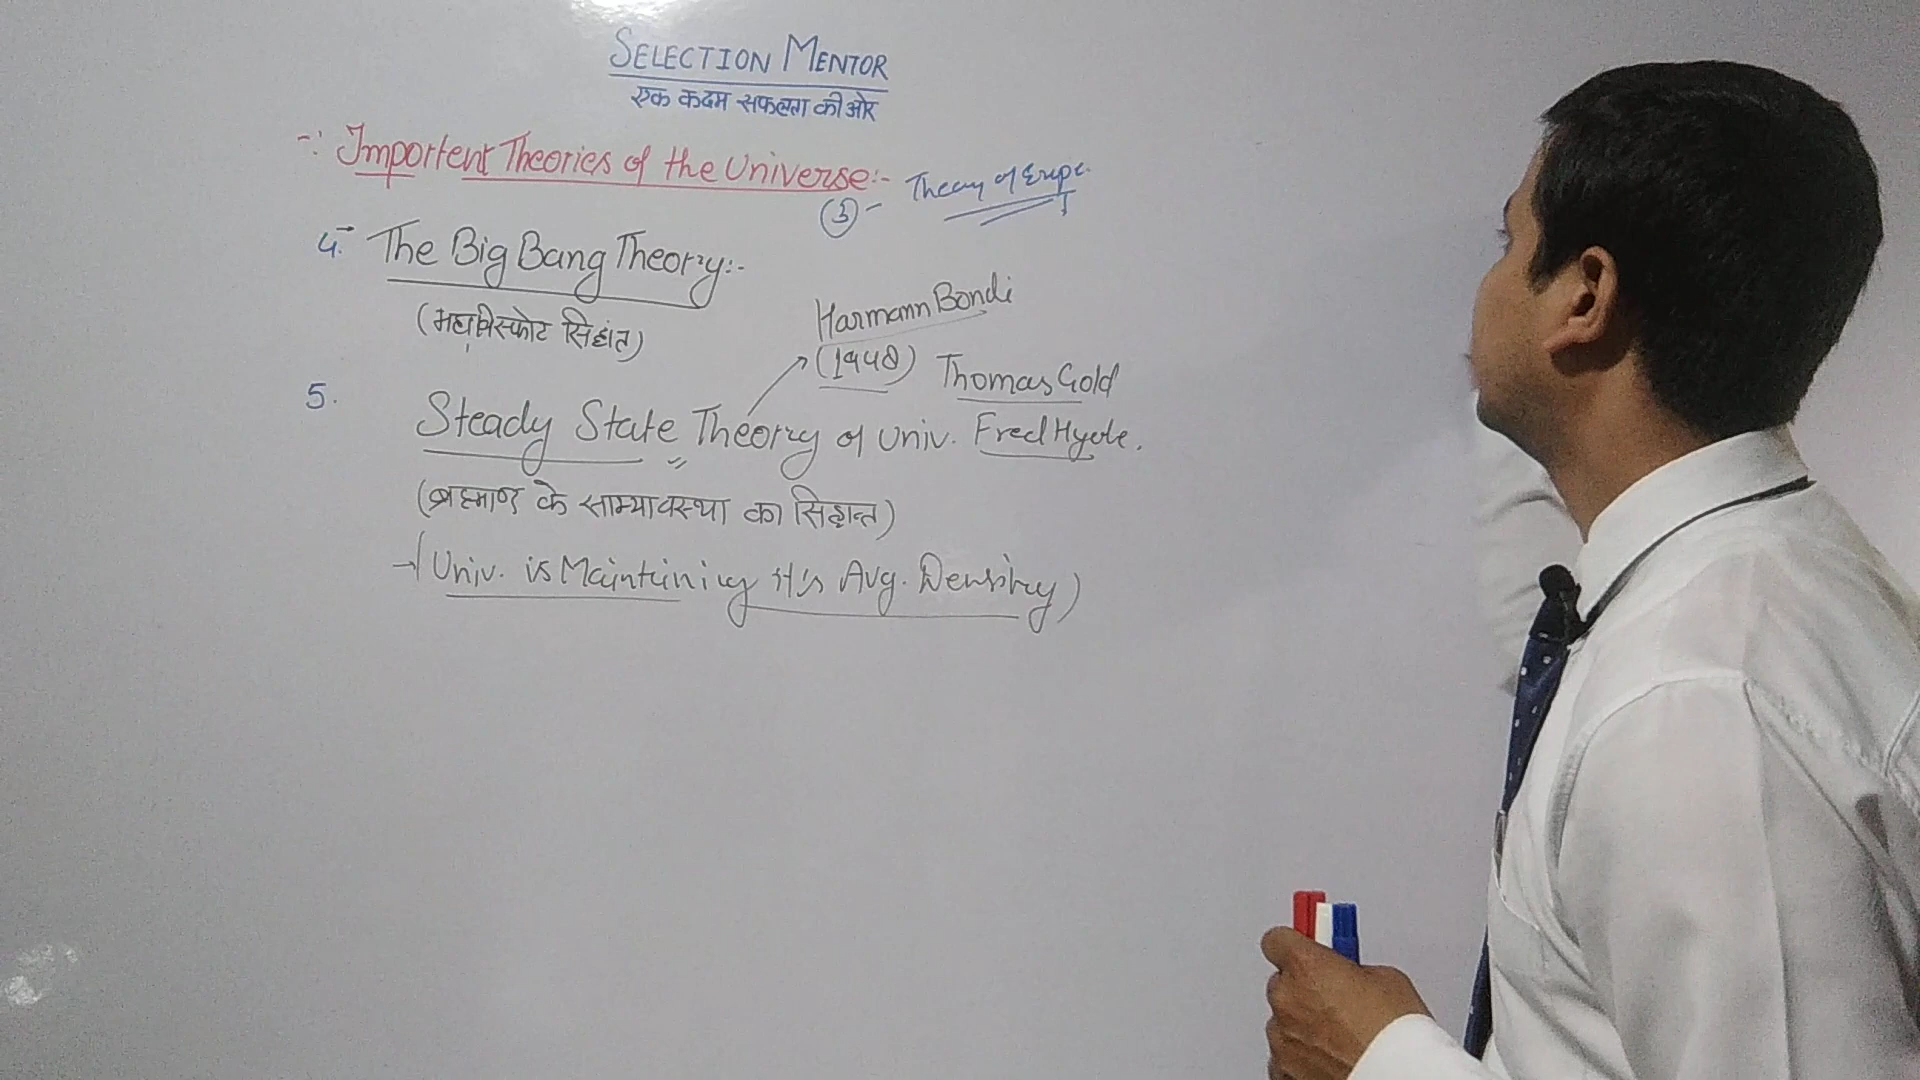 SELECTION MENTOR
एक कदम सफलता की ओर
-: Importent Theories of the Universe:-
③ - Theory of
4. The Big Bang Theory:-
(महाविस्फोट सिद्धांत)
Harmann Bondi
(1948) Thomas Gold
5. Steady State Theory of Univ. Fred Hyole.
(ब्रह्माण्ड के साम्यावस्था का सिद्धान्त)
→ (Univ. is Maintining It's Avg. Density)